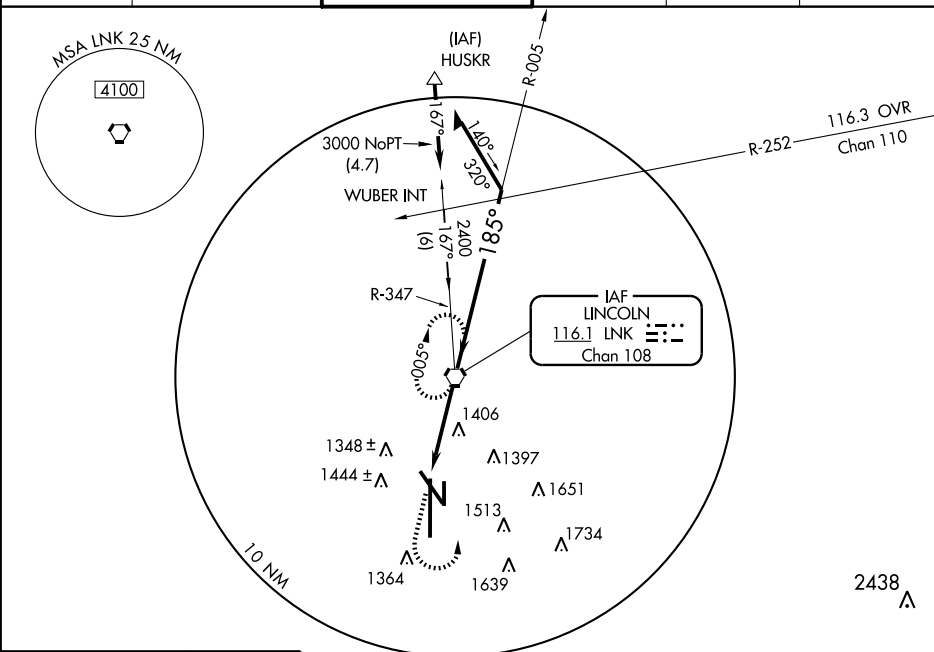 MSA LNK 25 NM
4100
(IAF)
HUSKR
R-005
167°
3000 NoPT
(4.7)
140°
320°
116.3 OVR
R-252
Chan 110
WUBER INT
185°
2400
167°
(6)
R-347
IAF
LINCOLN
116.1 LNK
Chan 108
005°
1406
1348 ±
1397
1444 ±
1651
1513
1734
1364
1639
10 NM
2438